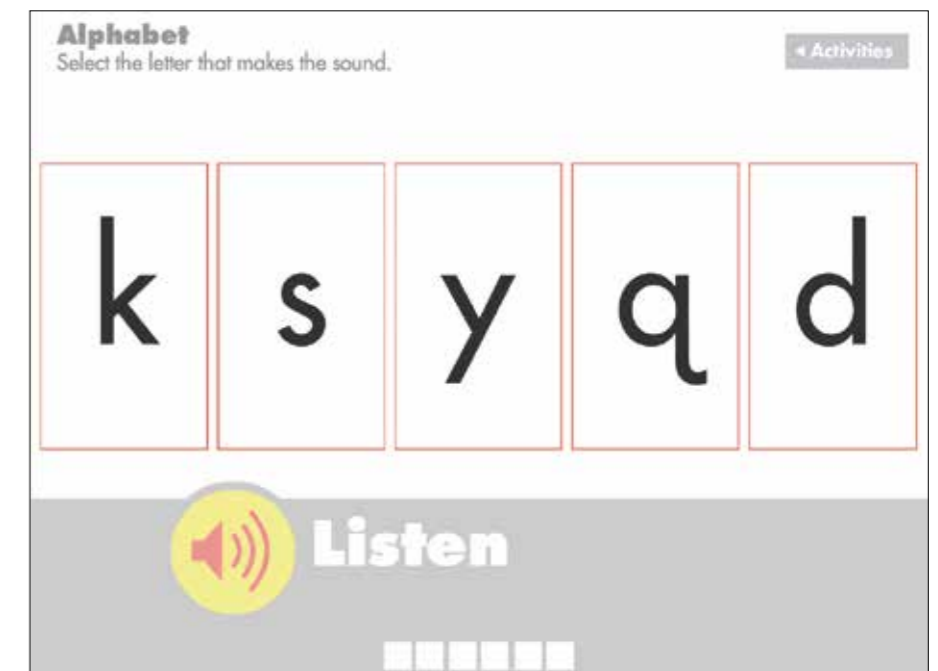 Alphabet
Select the letter that makes the sound.
Activities
k s y q d
Listen